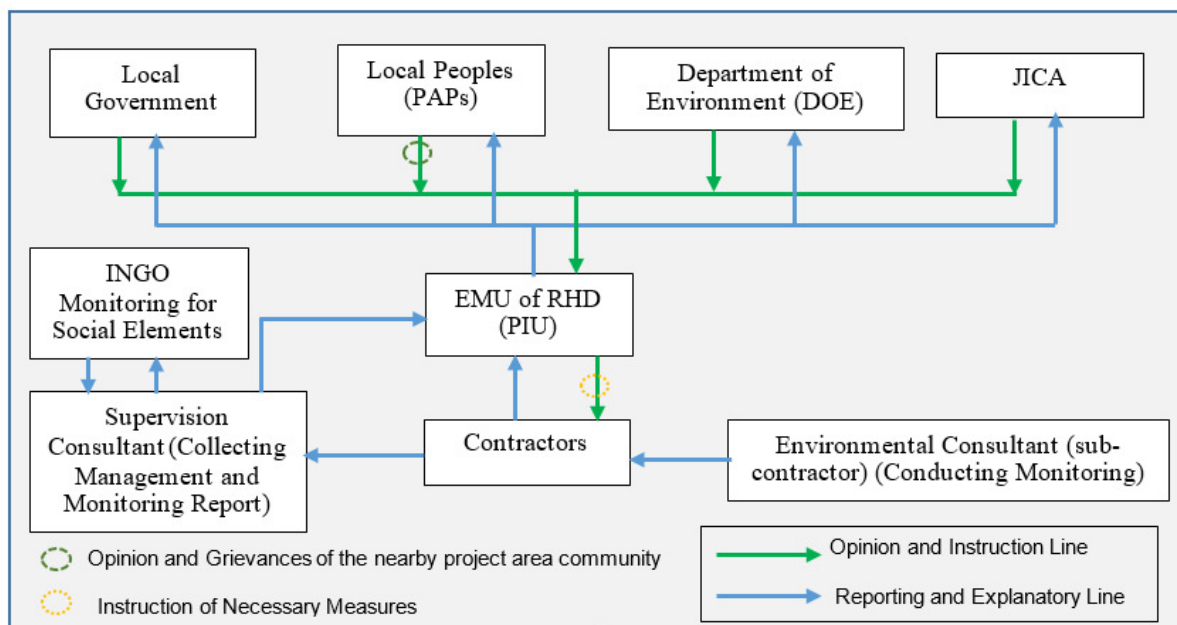 Local
Government
Local Peoples
(PAPs)
Department of
Environment (DOE)
JICA
INGO
Monitoring for
Social Elements
EMU of RHD
(PIU)
Supervision
Consultant (Collecting
Management and
Monitoring Report)
Contractors
Environmental Consultant (sub-
contractor) (Conducting Monitoring)
Opinion and Grievances of the nearby project area community
Instruction of Necessary Measures
Opinion and Instruction Line
Reporting and Explanatory Line